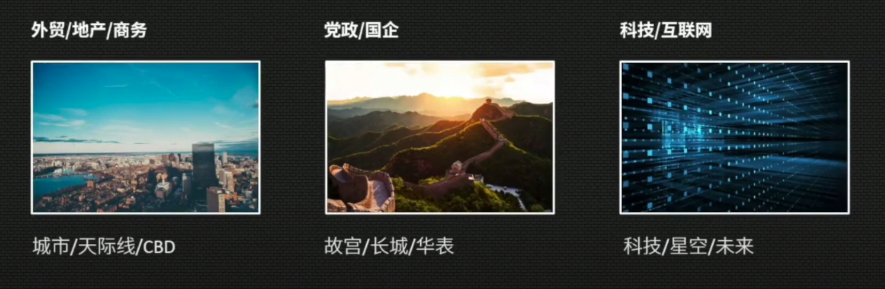 外贸/地产/商务
党政/国企
科技/互联网
城市/天际线/CBD
故宫/长城/华表
科技/星空/未来